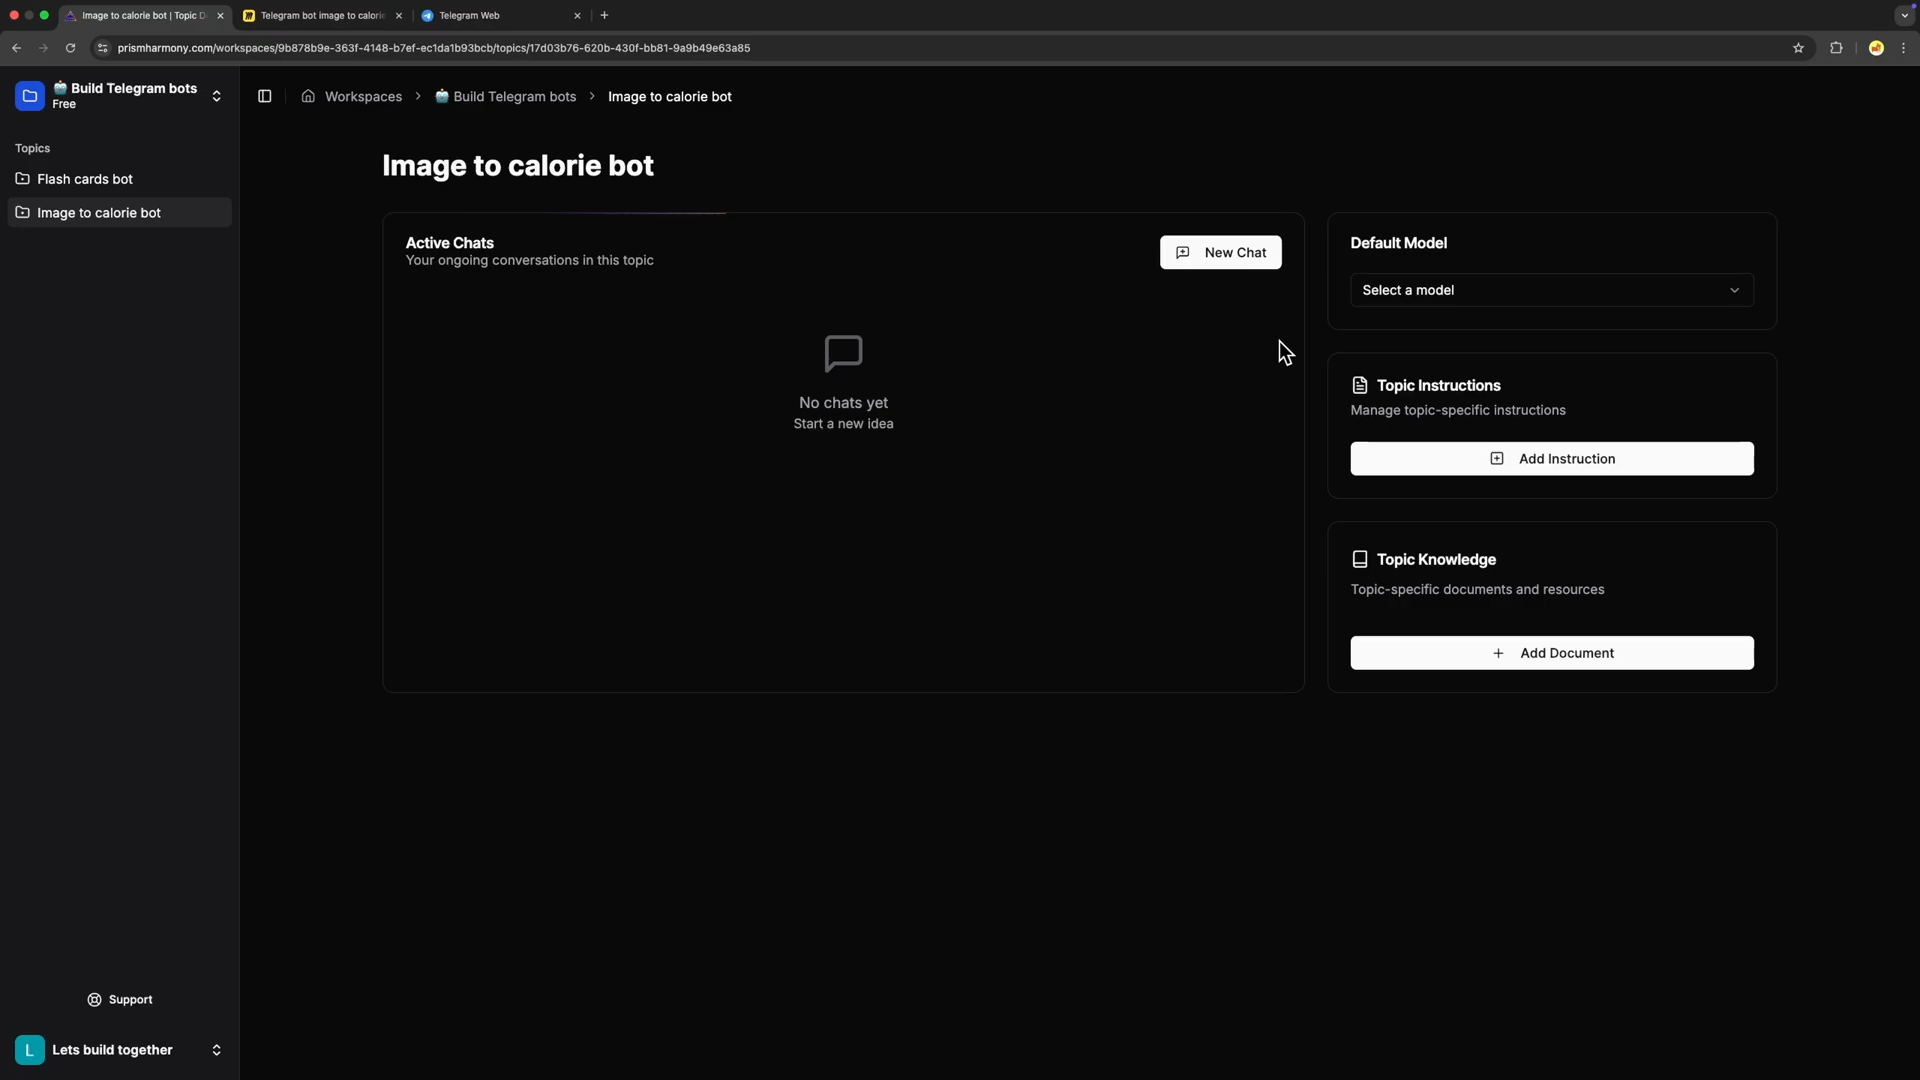 Image to calorie bot | Topic D
Telegram bot image to calorie
Telegram Web
prismharmony.com/workspaces/9b878b9e-363f-4148-b7ef-ec1da1b93bcb/topics/17d03b76-620b-430f-bb81-9a9b49e63a85
Build Telegram bots
Free
Topics
Flash cards bot
Image to calorie bot
Support
L
Lets build together
Workspaces > Build Telegram bots > Image to calorie bot
Image to calorie bot
Active Chats
Your ongoing conversations in this topic
New Chat
No chats yet
Start a new idea
Default Model
Select a model
Topic Instructions
Manage topic-specific instructions
Add Instruction
Topic Knowledge
Topic-specific documents and resources
+ Add Document